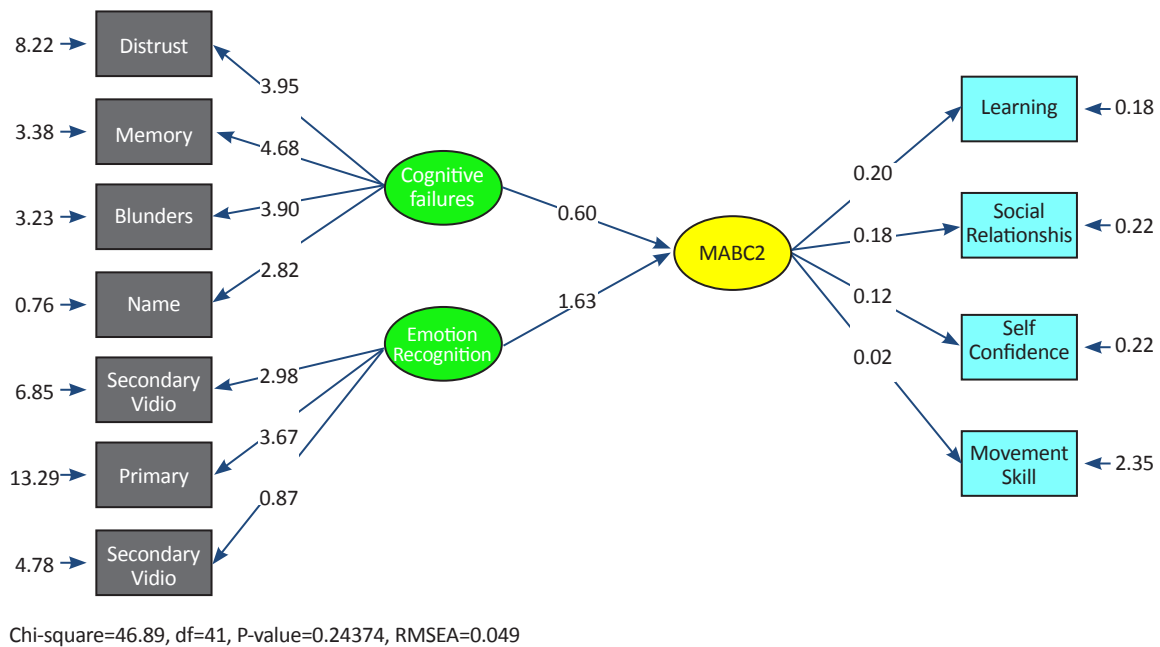 8.22
Distrust
3.95
3.38
Memory
4.68
3.23
Blunders
3.90
0.76
Name
2.82
6.85
Secondary
Vidio
2.98
13.29
Primary
3.67
4.78
Secondary
Vidio
0.87
Cognitive
failures
0.60
Emotion
Recognition
1.63
MABC2
0.20
Learning
0.18
0.18
Social
Relationshis
0.22
0.12
Self
Confidence
0.22
0.02
Movement
Skill
2.35
Chi-square=46.89, df=41, P-value=0.24374, RMSEA=0.049